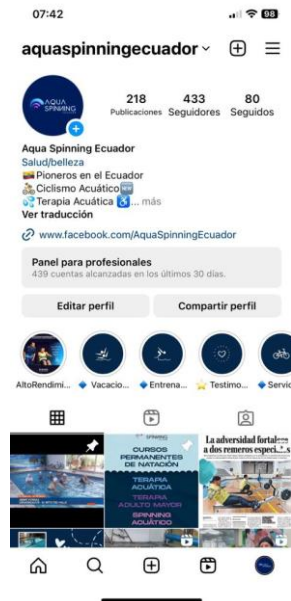 07:42
98
aquaspinningecuador
AQUA
SPINNING
218
433
80
Publicaciones
Seguidores
Seguidos
Aqua Spinning Ecuador
Salud/belleza
🇪🇨Pioneros en el Ecuador
🚴Ciclismo Acuático🆕
💦Terapia Acuática ♿... más
Ver traducción
www.facebook.com/AquaSpinningEcuador
Panel para profesionales
439 cuentas alcanzadas en los últimos 30 días.
Editar perfil
Compartir perfil
AltoRendimi...
🔷 Vacacio...
🔷Entrena...
⭐ Testimo...
🔷 Servic
CURSOS
PERMANENTES
DE NATACIÓN
TERAPIA
ACUÁTICA
TERAPIA
ADULTO MAYOR
SPINNING
ACUÁTICO
La adversidad fortalece
a dos remeros especi